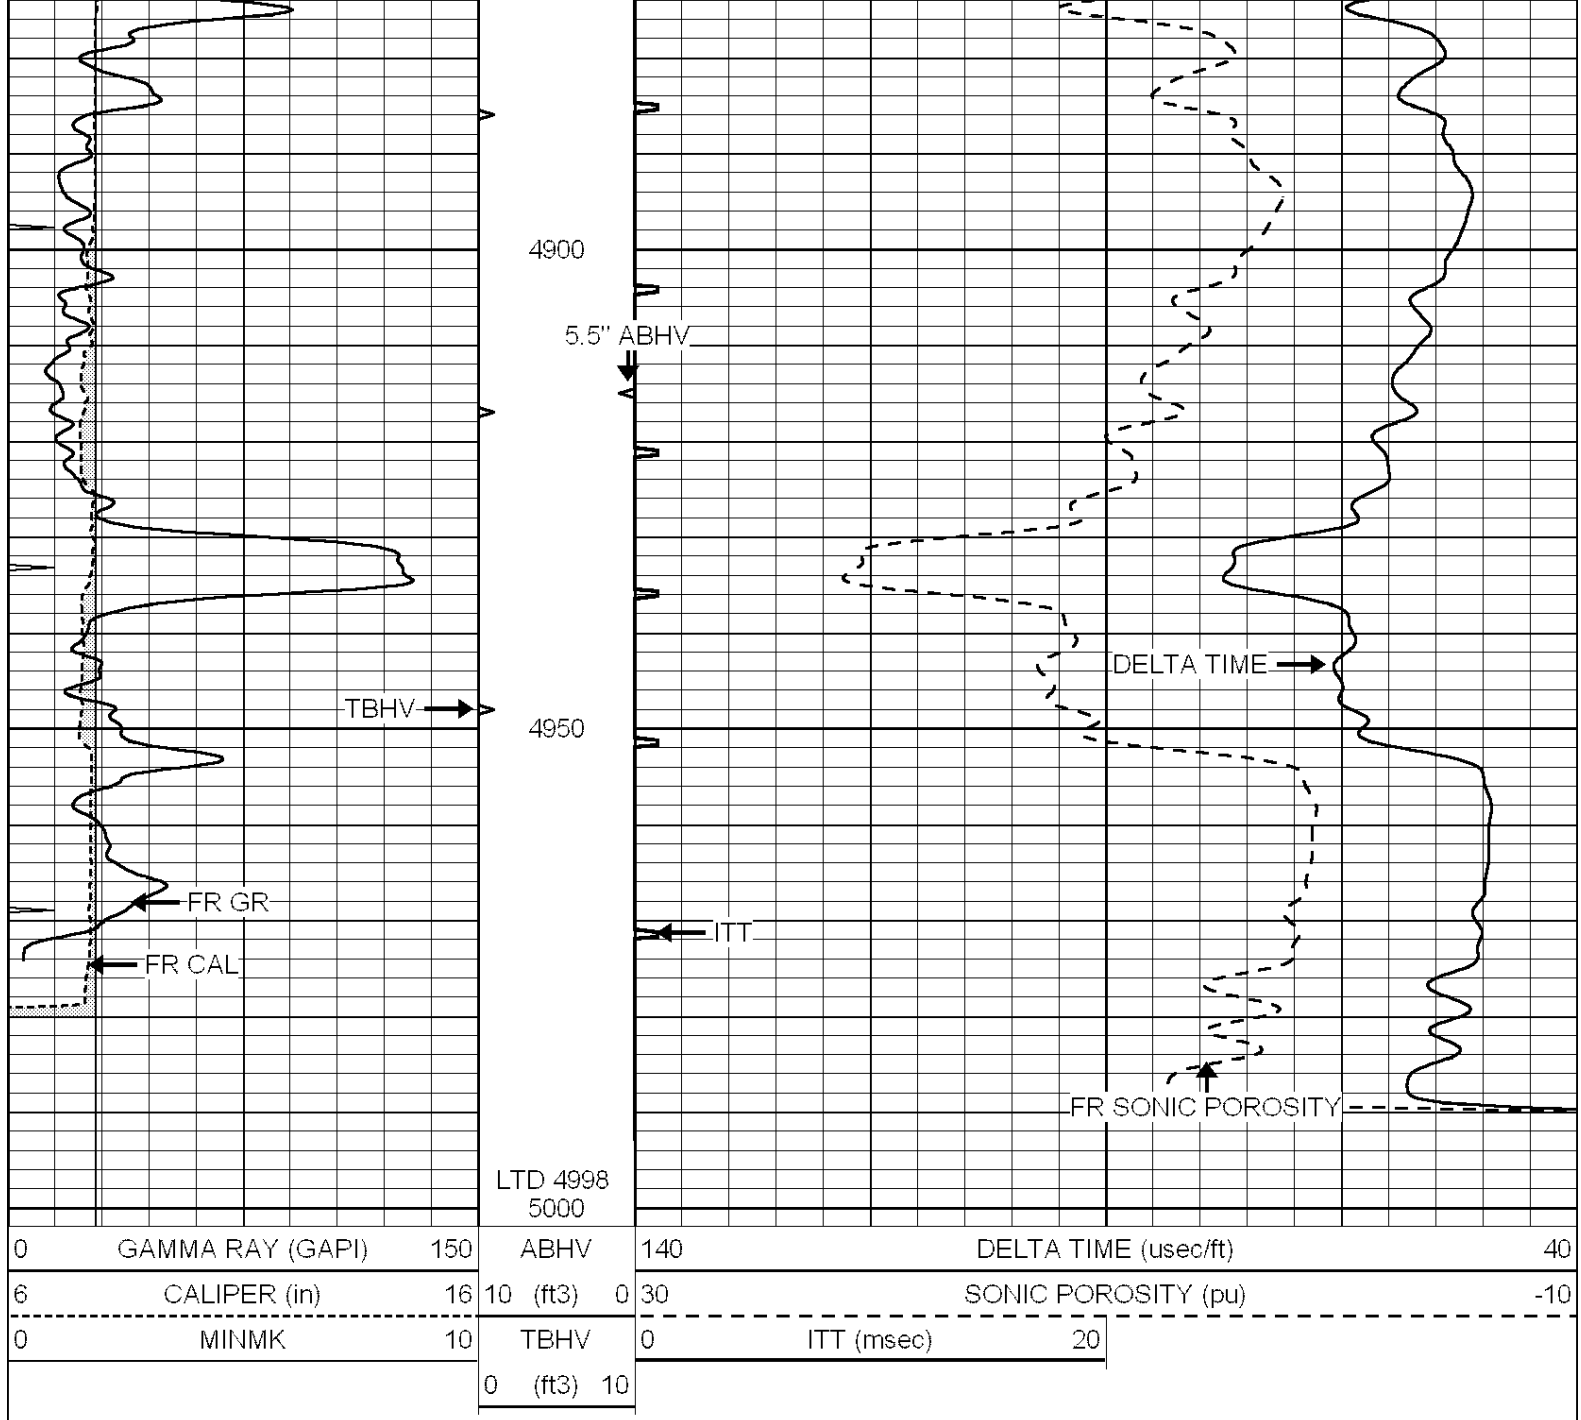 4900
5.5" ABHV
DELTA TIME
TBHV
4950
FR GR
ITT
FR CAL
FR SONIC POROSITY
LTD 4998
5000
0 GAMMA RAY (GAPI) 150 ABHV 140 DELTA TIME (usec/ft) 40
6 CALIPER (in) 16 10 (ft3) 0 30 SONIC POROSITY (pu) -10
0 MINMK 10 TBHV 0 ITT (msec) 20
0 (ft3) 10